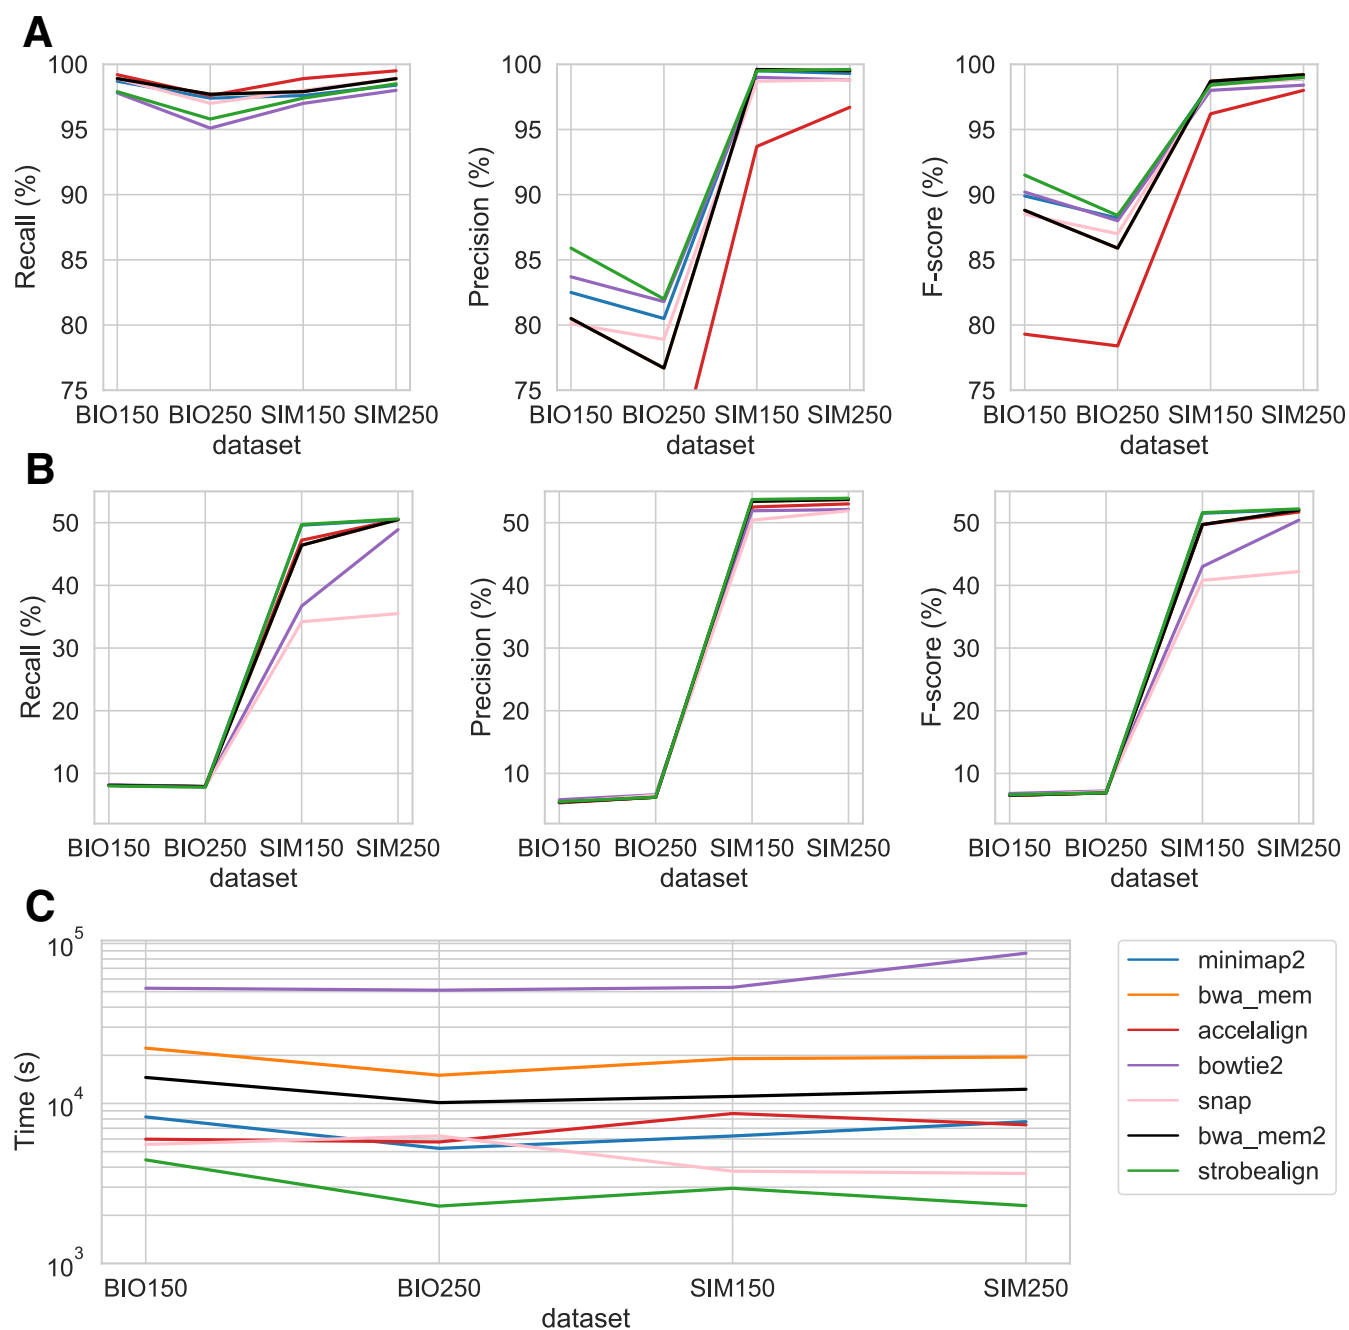 A
100
95
90
85
80
75
Recall (%)
BIO150 BIO250 SIM150 SIM250
dataset
100
95
90
85
80
75
Precision (%)
BIO150 BIO250 SIM150 SIM250
dataset
100
95
90
85
80
75
F-score (%)
BIO150 BIO250 SIM150 SIM250
dataset
B
50
40
30
20
10
Recall (%)
BIO150 BIO250 SIM150 SIM250
dataset
50
40
30
20
10
Precision (%)
BIO150 BIO250 SIM150 SIM250
dataset
50
40
30
20
10
F-score (%)
BIO150 BIO250 SIM150 SIM250
dataset
C
10^5
10^4
10^3
Time (s)
BIO150 BIO250 SIM150 SIM250
dataset
minimap2
bwa_mem
accelalign
bowtie2
snap
bwa_mem2
strobealign